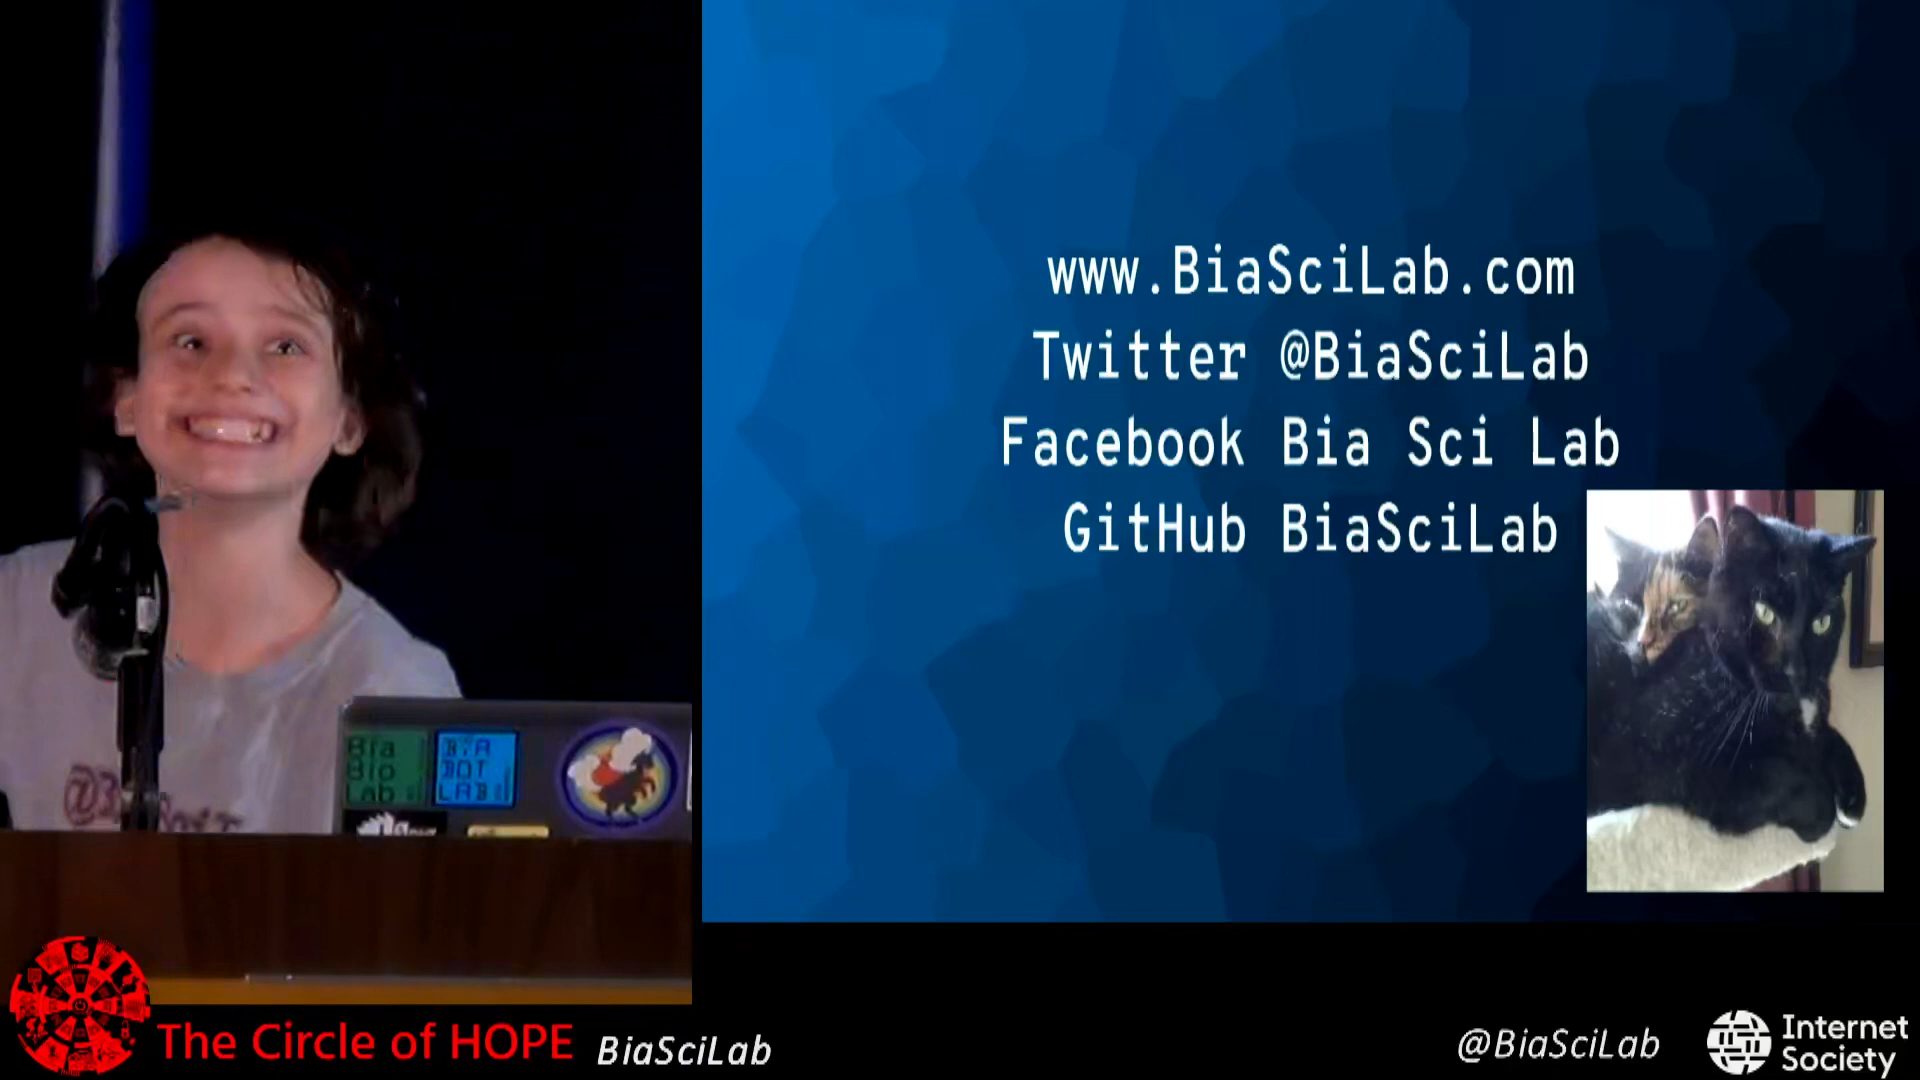 www.BiaSciLab.com
Twitter @BiaSciLab
Facebook Bia Sci Lab
GitHub BiaSciLab
Bia
Bio
Lab
BiA
BOT
LAB
The Circle of HOPE
BiaSciLab
@BiaSciLab
Internet
Society